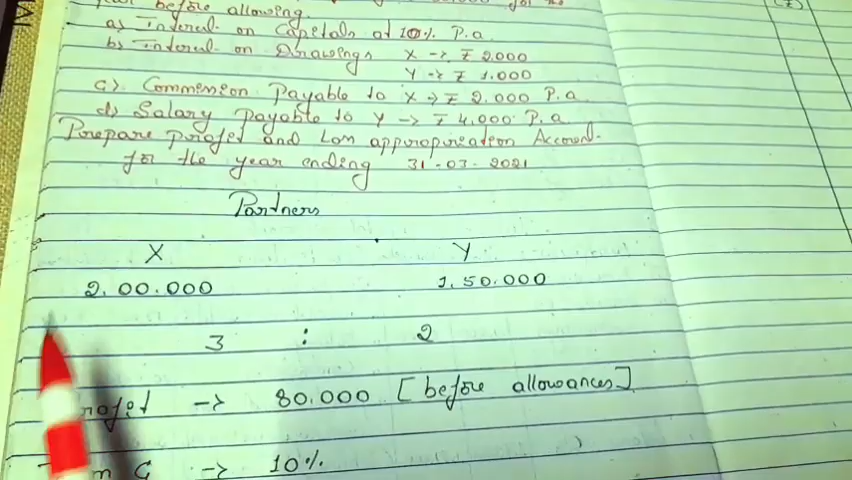 before allowing.
a) Interest on Capitals at 10% P.a
b) Interest on Drawings X -> ₹ 2.000
Y -> ₹ 1.000
c). Commission Payable to X -> ₹ 2.000 P.a.
d) Salary payable to Y -> ₹ 4.000. P.a.
Prepare profit and Loss appropriation Account
for the year ending 31-03-2021
Partners
X Y
2,00.000 1,50.000
3 : 2
-> 80.000 [before allowances]
-> 10%